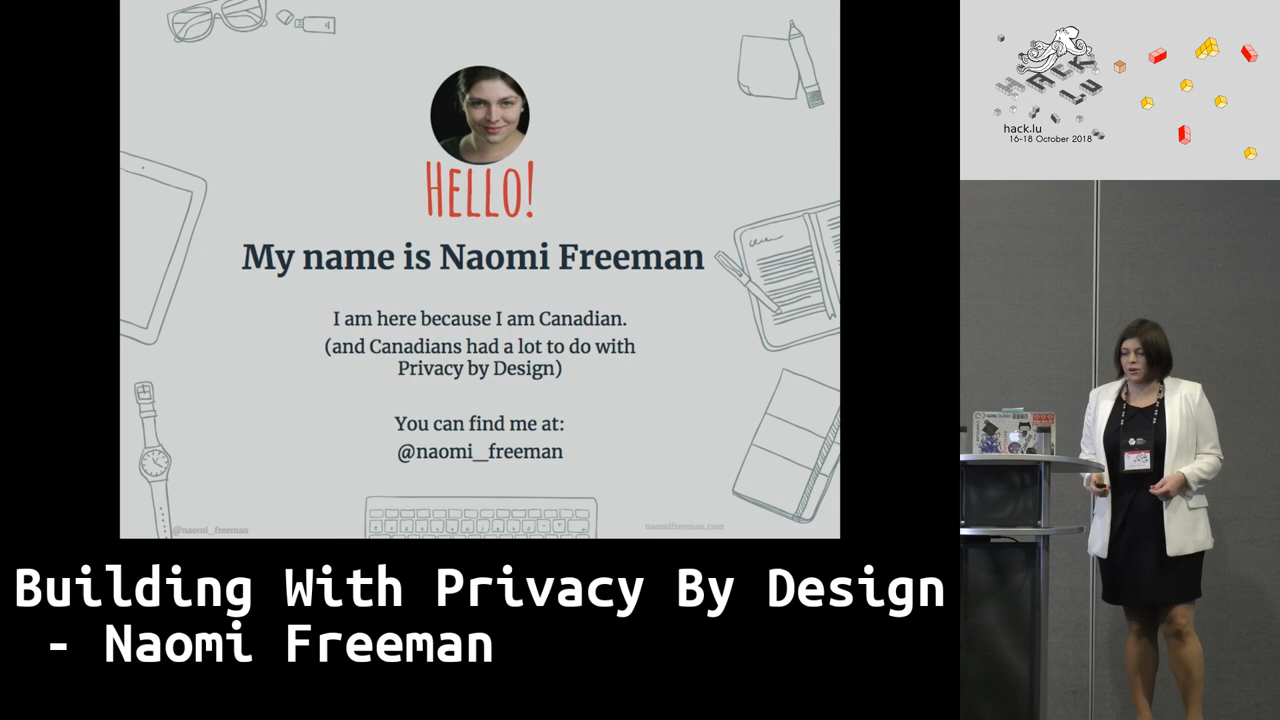 HELLO!
My name is Naomi Freeman
I am here because I am Canadian.
(and Canadians had a lot to do with
Privacy by Design)
You can find me at:
@naomi_freeman
@naomi_freeman
naomifreeman.com
HACK
LU
hack.lu
16-18 October 2018
Building With Privacy By Design
- Naomi Freeman